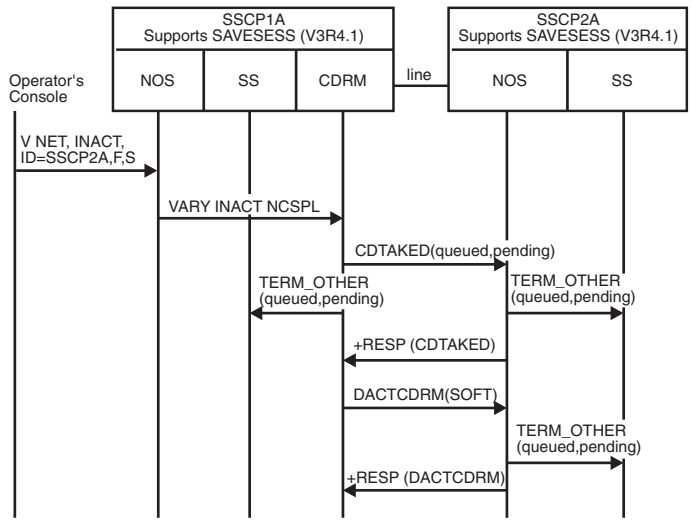 SSCP1A
Supports SAVESESS (V3R4.1)
SSCP2A
Supports SAVESESS (V3R4.1)
Operator's
Console
NOS
SS
CDRM
line
NOS
SS
V NET, INACT,
ID=SSCP2A,F,S
VARY INACT NCSPL
CDTAKED(queued,pending)
TERM_OTHER
(queued,pending)
TERM_OTHER
(queued,pending)
+RESP (CDTAKED)
DACTCDRM(SOFT)
TERM_OTHER
(queued,pending)
+RESP (DACTCDRM)